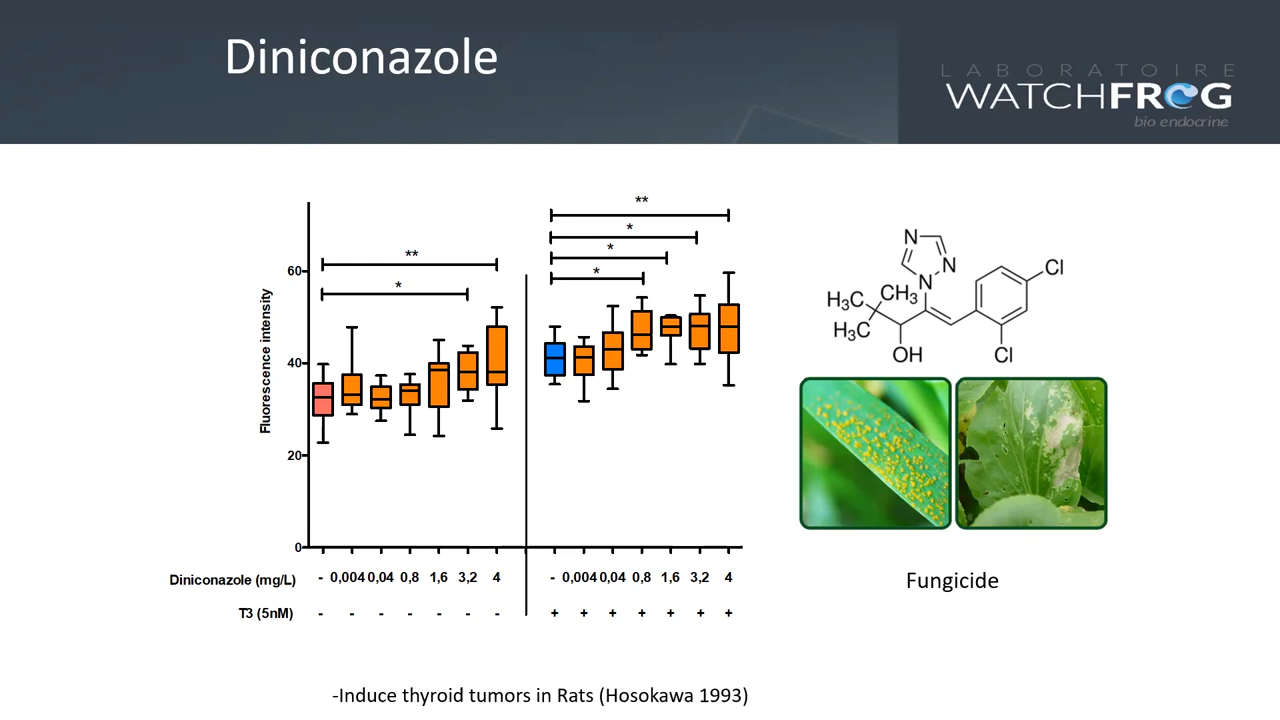 Diniconazole
LABORATOIRE
WATCHFROG
bio endocrine
**
*
*
*
**
*
60
40
20
0
Fluorescence intensity
Diniconazole (mg/L) - 0,004 0,04 0,8 1,6 3,2 4 - 0,004 0,04 0,8 1,6 3,2 4
T3 (5nM) - - - - - - - + + + + + + +
N
N
N
Cl
Cl
H3C
CH3
H3C
OH
Fungicide
-Induce thyroid tumors in Rats (Hosokawa 1993)